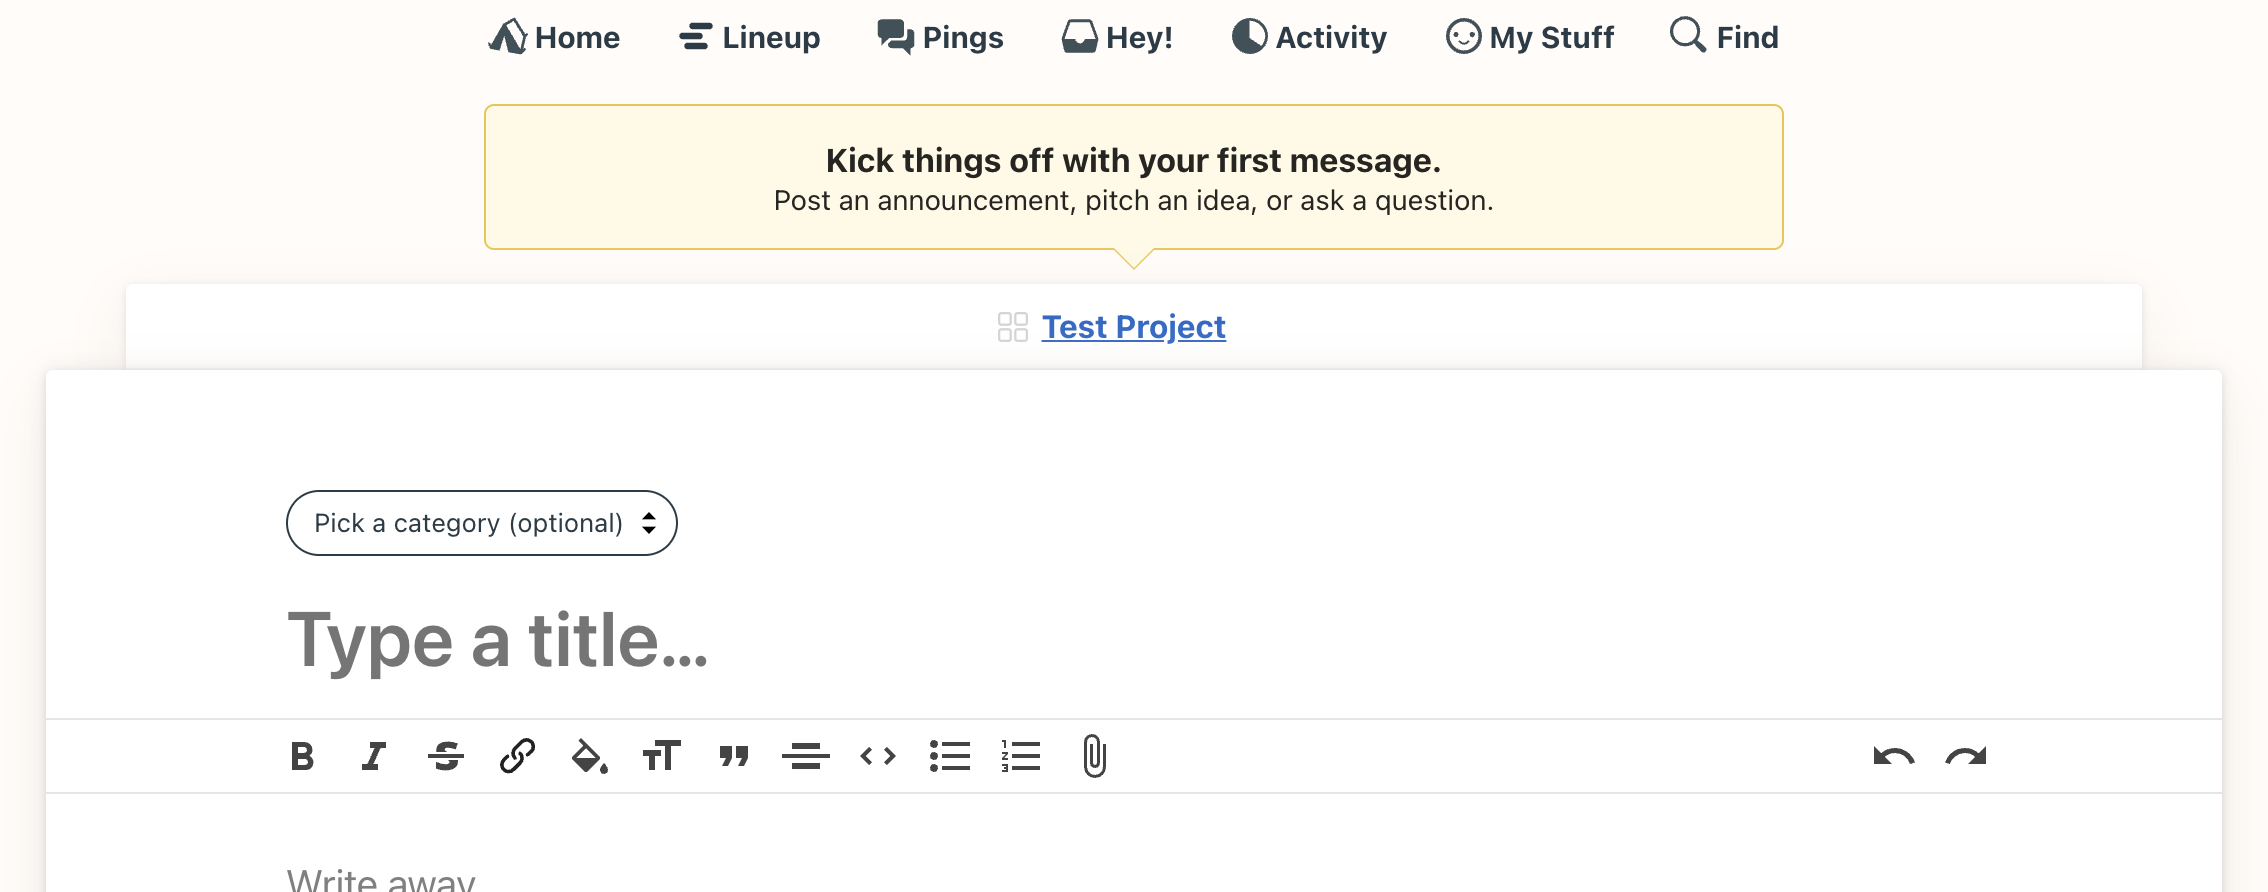 Home Lineup Pings Hey! Activity My Stuff Find
Kick things off with your first message.
Post an announcement, pitch an idea, or ask a question.
Test Project
Pick a category (optional)
Type a title…
Write away